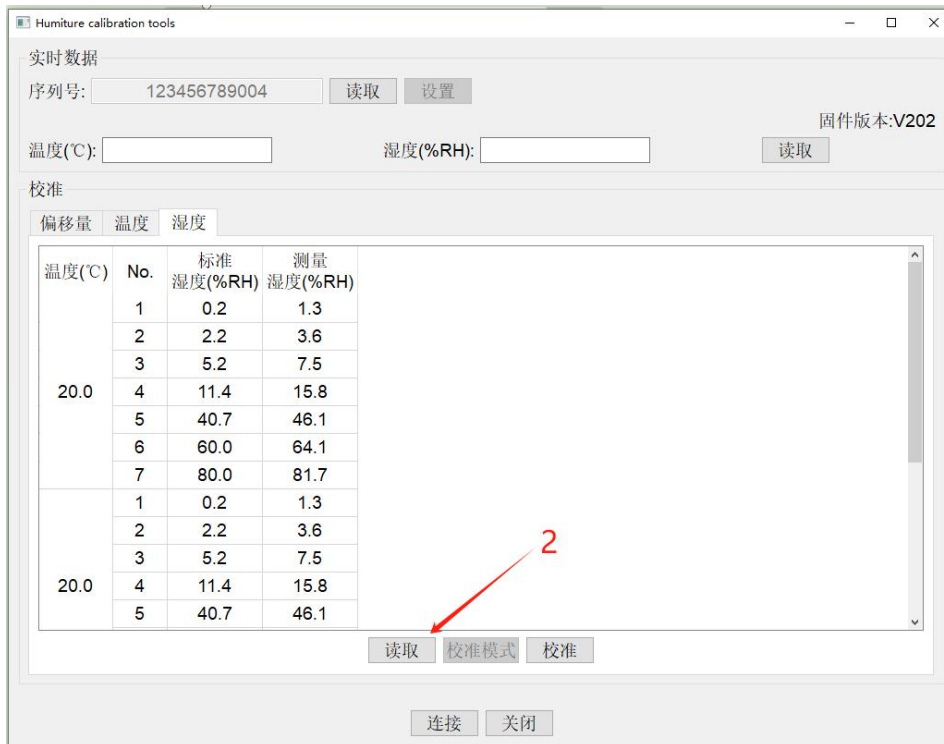 Humiture calibration tools
实时数据
序列号: 123456789004 读取 设置
固件版本:V202
温度(℃): 湿度(%RH): 读取
校准
偏移量 温度 湿度
温度(℃) No. 标准湿度(%RH) 测量湿度(%RH)
1 0.2 1.3
2 2.2 3.6
3 5.2 7.5
20.0 4 11.4 15.8
5 40.7 46.1
6 60.0 64.1
7 80.0 81.7
1 0.2 1.3
2 2.2 3.6
3 5.2 7.5
20.0 4 11.4 15.8
5 40.7 46.1
2
读取 校准模式 校准
连接 关闭